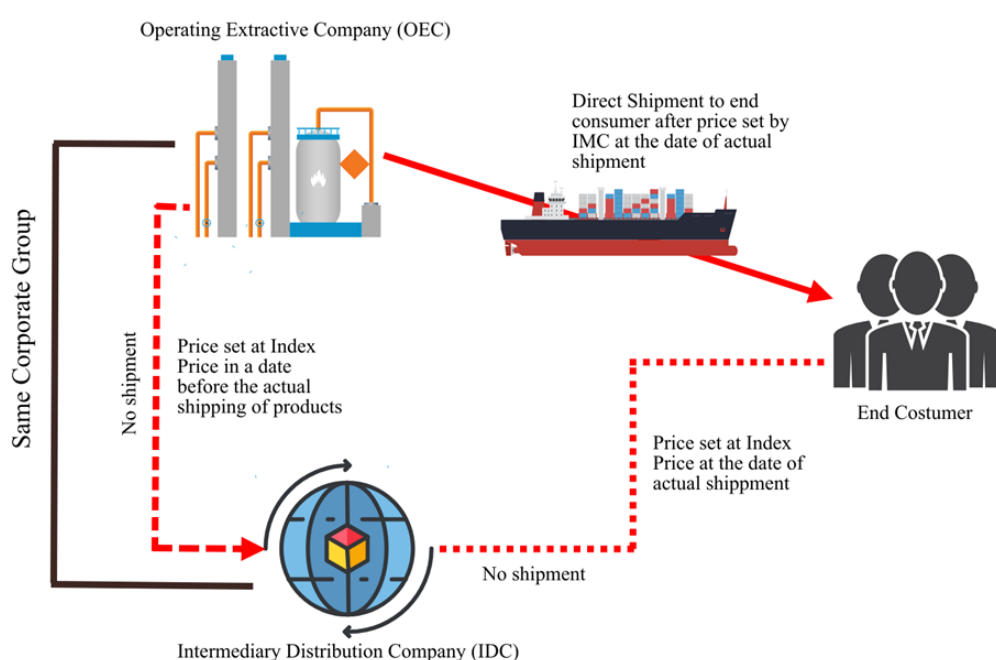 Operating Extractive Company (OEC)
Direct Shipment to end
consumer after price set by
IMC at the date of actual
shipment
Same Corporate Group
No shipment
Price set at Index
Price in a date
before the actual
shipping of products
End Costumer
Price set at Index
Price at the date of
actual shippment
No shipment
Intermediary Distribution Company (IDC)